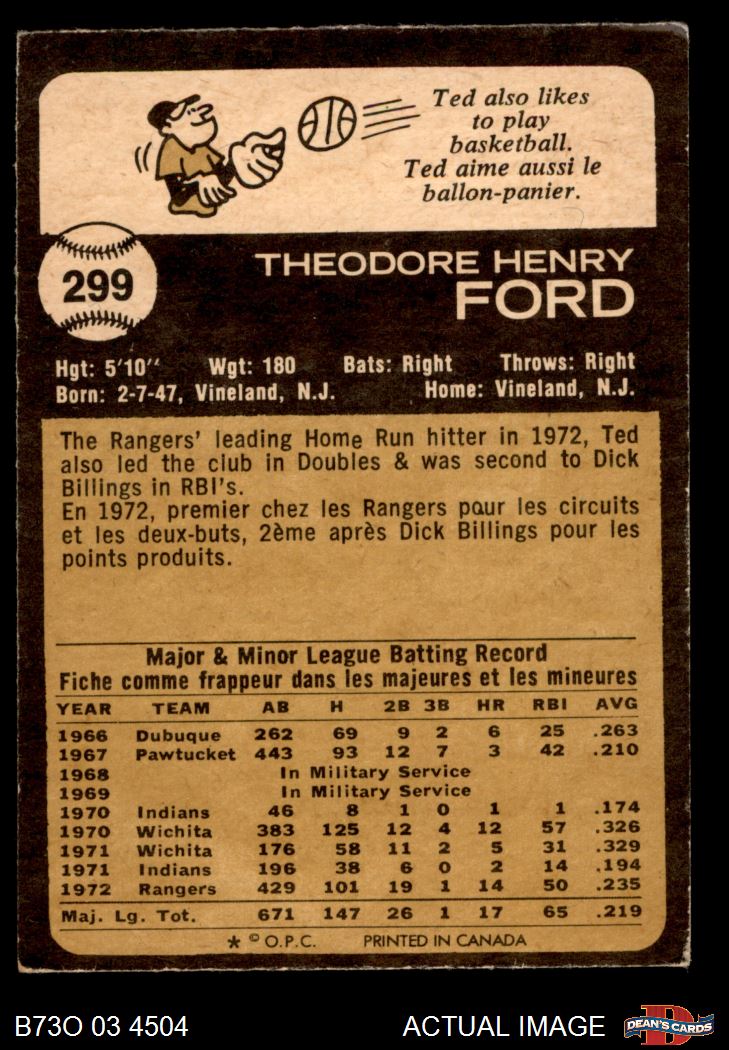 Ted also likes
to play
basketball.
Ted aime aussi le
ballon-panier.
299
THEODORE HENRY
FORD
Hgt: 5'10'' Wgt: 180 Bats: Right Throws: Right
Born: 2-7-47, Vineland, N.J. Home: Vineland, N.J.
The Rangers' leading Home Run hitter in 1972, Ted
also led the club in Doubles & was second to Dick
Billings in RBI's.
En 1972, premier chez les Rangers pour les circuits
et les deux-buts, 2ème après Dick Billings pour les
points produits.
Major & Minor League Batting Record
Fiche comme frappeur dans les majeures et les mineures
YEAR TEAM AB H 2B 3B HR RBI AVG
1966 Dubuque 262 69 9 2 6 25 .263
1967 Pawtucket 443 93 12 7 3 42 .210
1968 In Military Service
1969 In Military Service
1970 Indians 46 8 1 0 1 1 .174
1970 Wichita 383 125 12 4 12 57 .326
1971 Wichita 176 58 11 2 5 31 .329
1971 Indians 196 38 6 0 2 14 .194
1972 Rangers 429 101 19 1 14 50 .235
Maj. Lg. Tot. 671 147 26 1 17 65 .219
* © O.P.C. PRINTED IN CANADA
B73O 03 4504 ACTUAL IMAGE D DEAN'S CARDS